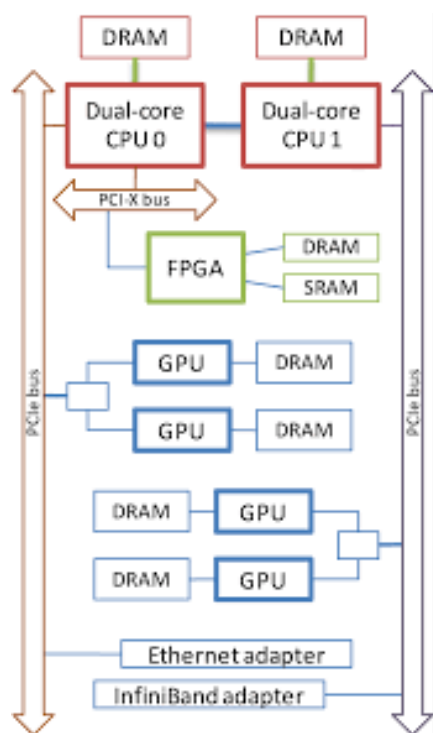 DRAM
DRAM
Dual-core
CPU 0
Dual-core
CPU 1
PCI-X bus
FPGA
DRAM
SRAM
PCIe bus
PCIe bus
GPU
DRAM
GPU
DRAM
DRAM
GPU
DRAM
GPU
Ethernet adapter
InfiniBand adapter